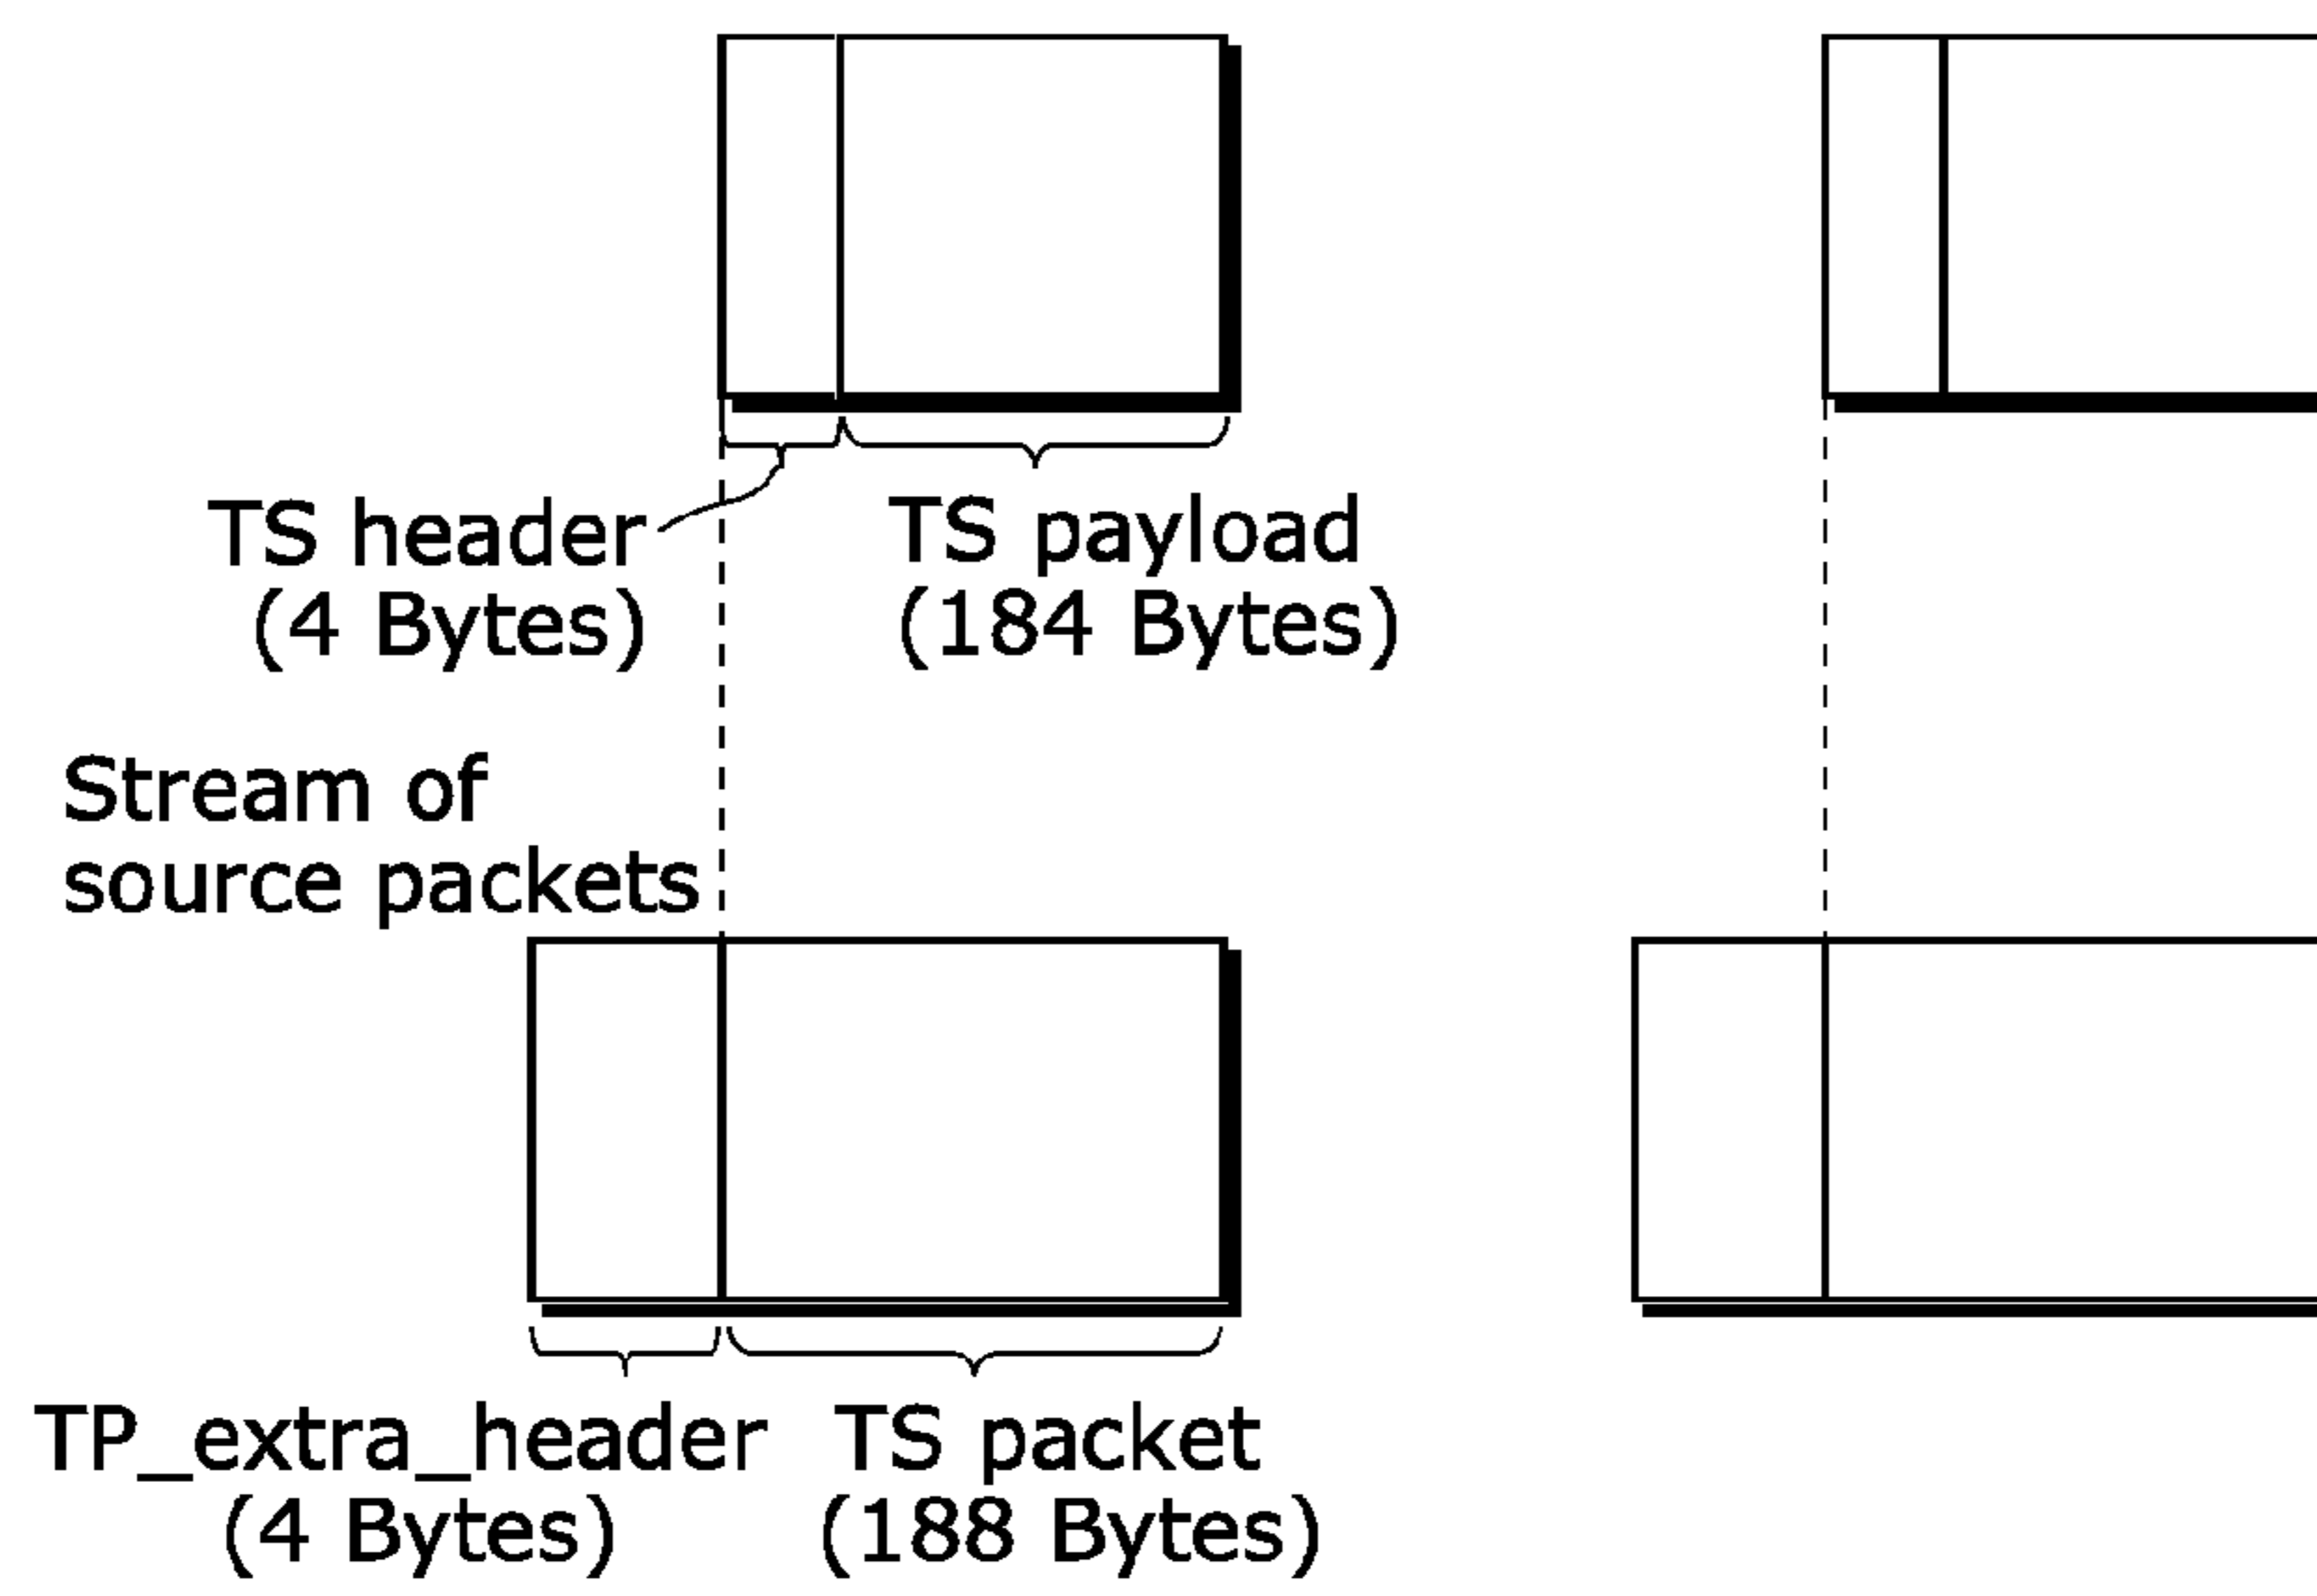 TS header
(4 Bytes)
TS payload
(184 Bytes)
Stream of
source packets
TP_extra_header
(4 Bytes)
TS packet
(188 Bytes)